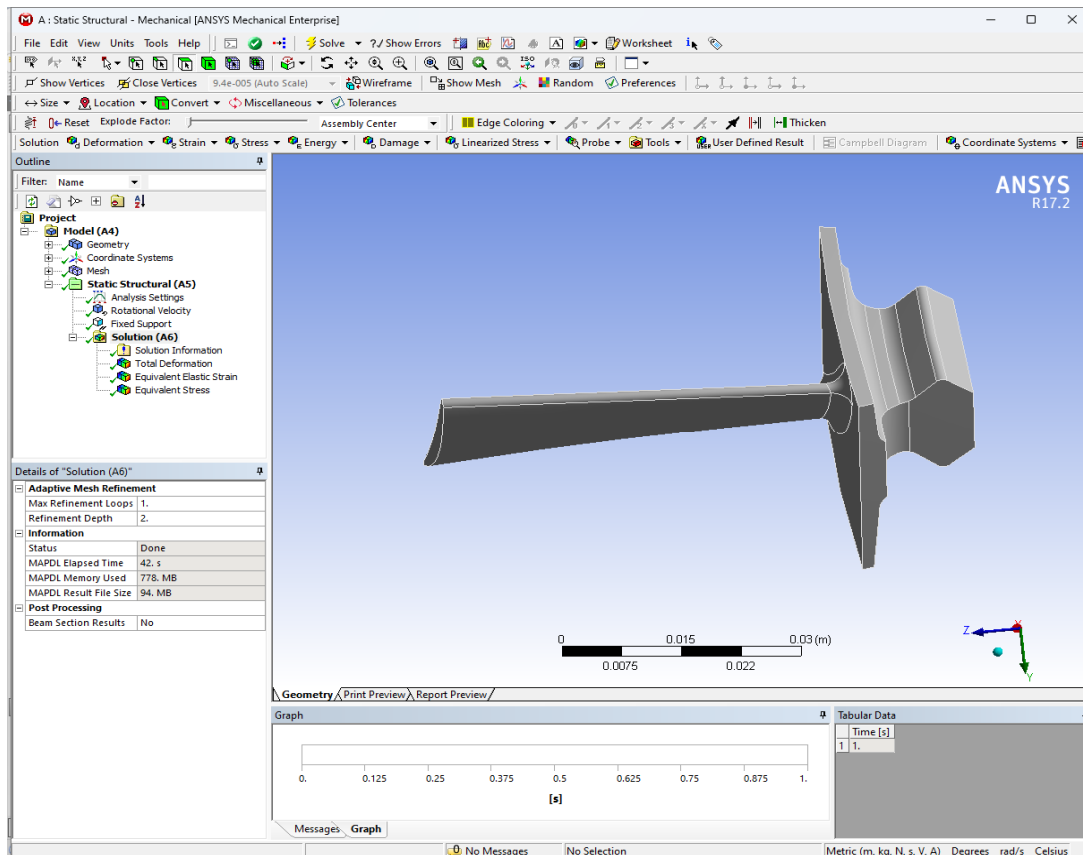 A : Static Structural - Mechanical [ANSYS Mechanical Enterprise]
File Edit View Units Tools Help Solve ?/ Show Errors Worksheet
Show Vertices Close Vertices 9.4e-005 (Auto Scale) Wireframe Show Mesh Random Preferences
Size Location Convert Miscellaneous Tolerances
Reset Explode Factor: Assembly Center Edge Coloring Thicken
Solution Deformation Strain Stress Energy Damage Linearized Stress Probe Tools User Defined Result Campbell Diagram Coordinate Systems
Outline
Filter: Name
Project
Model (A4)
Geometry
Coordinate Systems
Mesh
Static Structural (A5)
Analysis Settings
Rotational Velocity
Fixed Support
Solution (A6)
Solution Information
Total Deformation
Equivalent Elastic Strain
Equivalent Stress
Details of "Solution (A6)"
Adaptive Mesh Refinement
Max Refinement Loops 1.
Refinement Depth 2.
Information
Status Done
MAPDL Elapsed Time 42. s
MAPDL Memory Used 778. MB
MAPDL Result File Size 94. MB
Post Processing
Beam Section Results No
ANSYS
R17.2
0 0.015 0.03 (m)
0.0075 0.022
Z X
Y
Geometry Print Preview Report Preview
Graph
0. 0.125 0.25 0.375 0.5 0.625 0.75 0.875 1.
[s]
Messages Graph
Tabular Data
Time [s]
1 1.
No Messages No Selection Metric (m, kg, N, s, V, A) Degrees rad/s Celsius